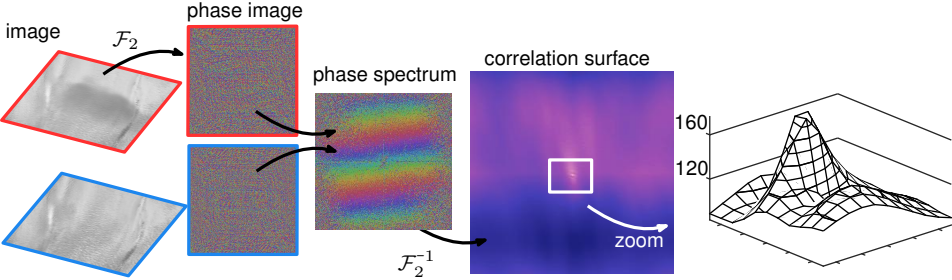 image
phase image
phase spectrum
correlation surface
160
120
zoom
ℱ₂
ℱ₂⁻¹